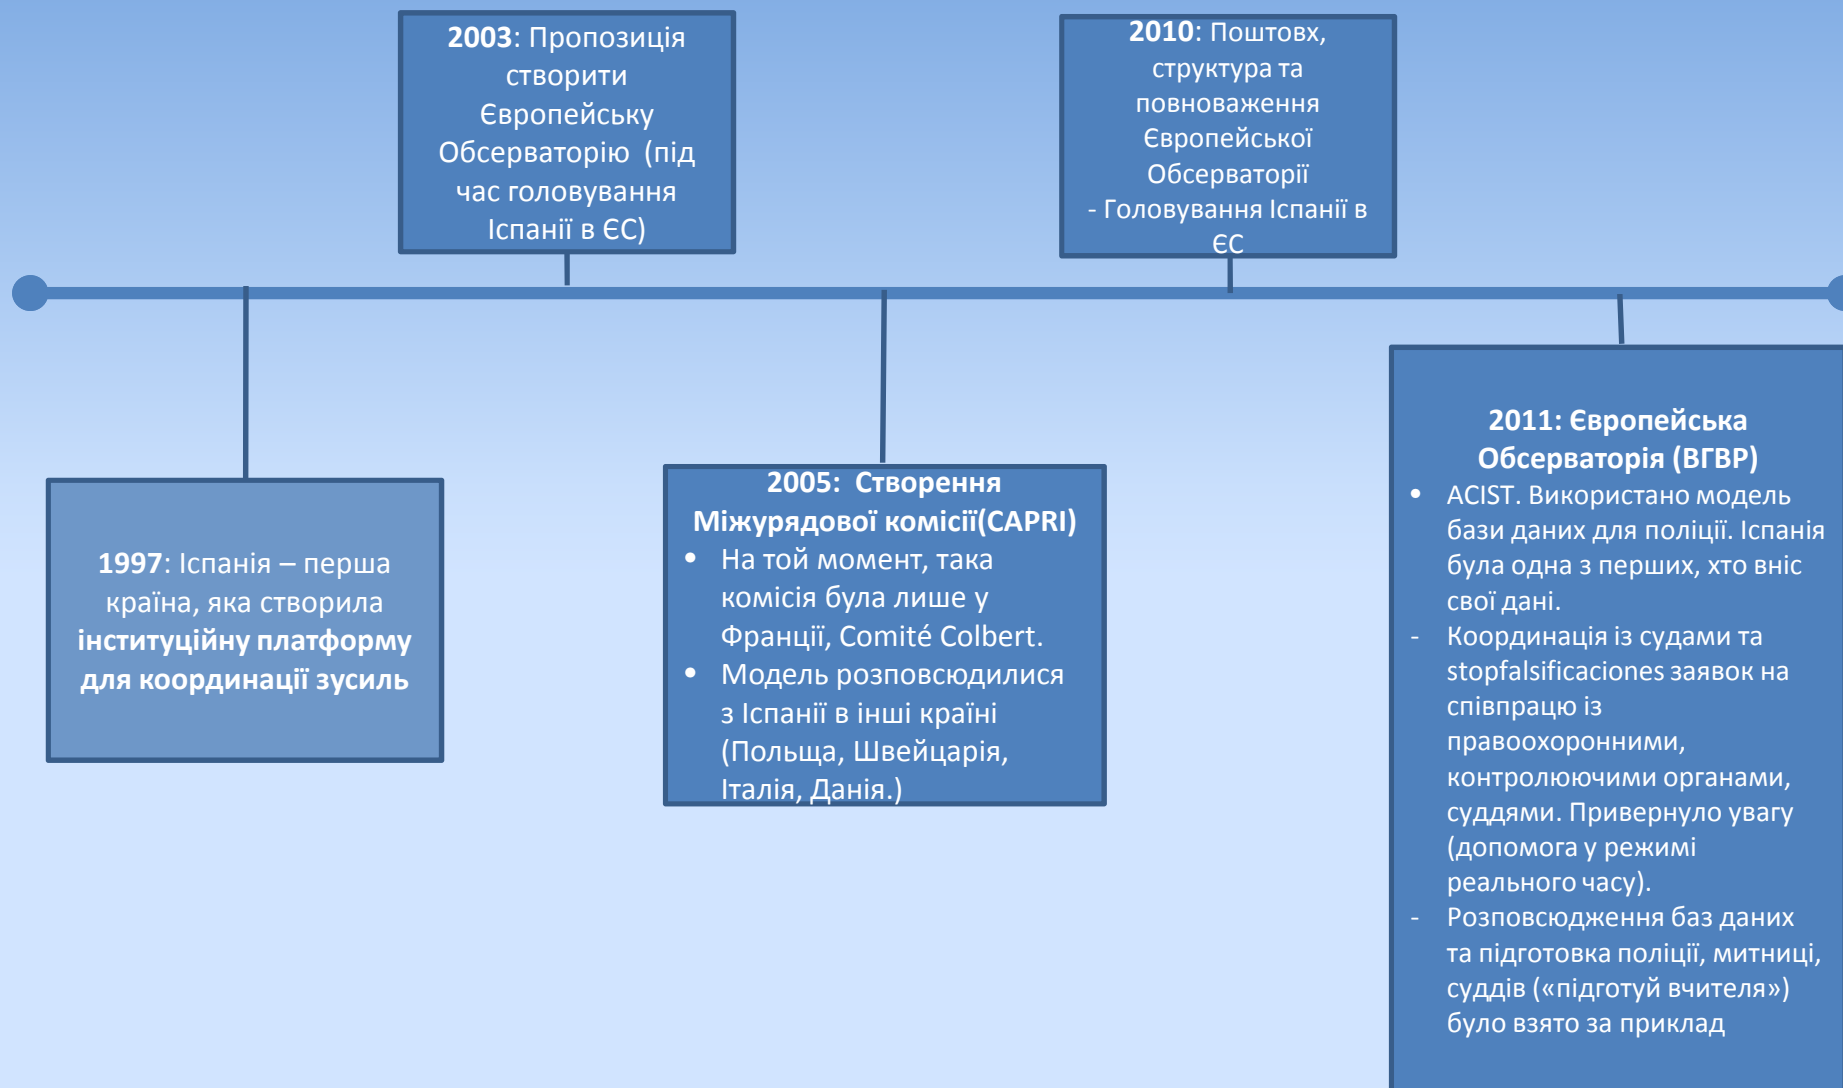 2003: Пропозиція
створити
Європейську
Обсерваторію (під
час головування
Іспанії в ЄС)
2010: Поштовх,
структура та
повноваження
Європейської
Обсерваторії
- Головування Іспанії в
ЄС
1997: Іспанія – перша
країна, яка створила
інституційну платформу
для координації зусиль
2005: Створення
Міжурядової комісії(CAPRI)
• На той момент, така
комісія була лише у
Франції, Comité Colbert.
• Модель розповсюдилися
з Іспанії в інші країні
(Польща, Швейцарія,
Італія, Данія.)
2011: Європейська
Обсерваторія (ВГВР)
• ACIST. Використано модель
бази даних для поліції. Іспанія
була одна з перших, хто вніс
свої дані.
- Координація із судами та
stopfalsificaciones заявок на
співпрацю із
правоохоронними,
контролюючими органами,
суддями. Привернуло увагу
(допомога у режимі
реального часу).
- Розповсюдження баз даних
та підготовка поліції, митниці,
суддів («підготуй вчителя»)
було взято за приклад